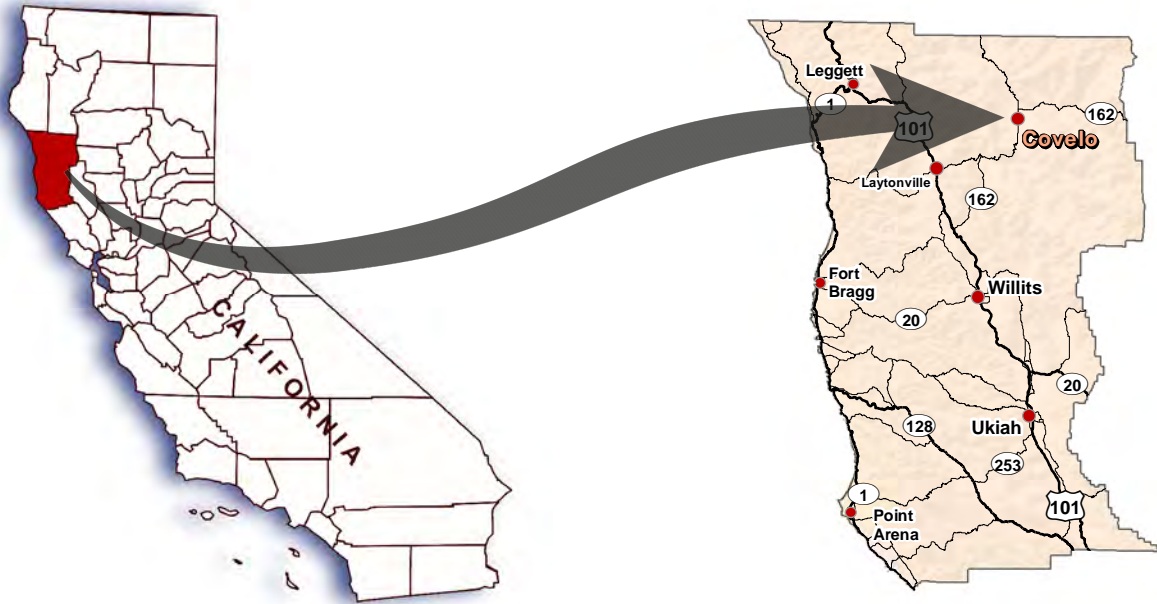 CALIFORNIA
Leggett
1
101
162
Covelo
Laytonville
162
Fort
Bragg
Willits
20
20
128
Ukiah
253
1
Point
Arena
101